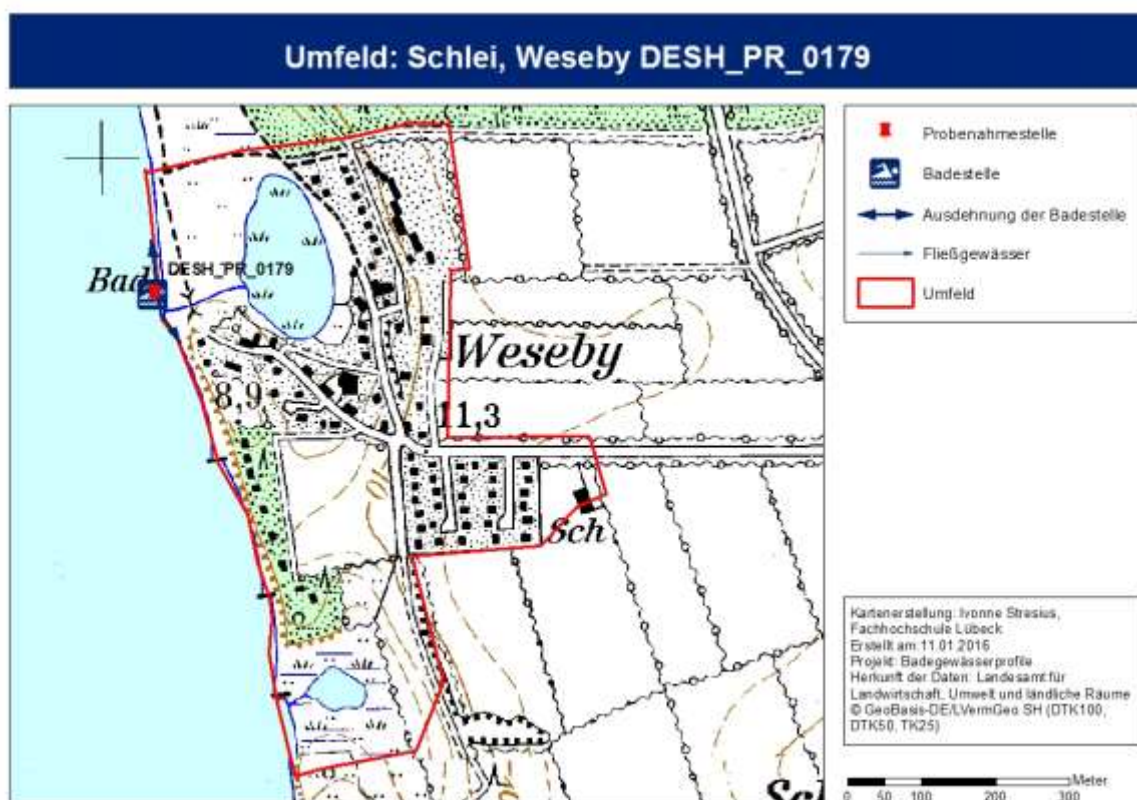 Umfeld: Schlei, Weseby DESH_PR_0179
DESH_PR_0179
Bad
Weseby
8,9
11,3
10
Sch
Sch
Probenahmestelle
Badestelle
Ausdehnung der Badestelle
Fließgewässer
Umfeld
Kartenerstellung: Ivonne Stresius,
Fachhochschule Lübeck
Erstellt am:11.01.2016
Projekt: Badegewässerprofile
Herkunft der Daten: Landesamt für
Landwirtschaft, Umwelt und ländliche Räume
© GeoBasis-DE/LVermGeo SH (DTK100,
DTK50, TK25)
Meter
0 50 100 200 300